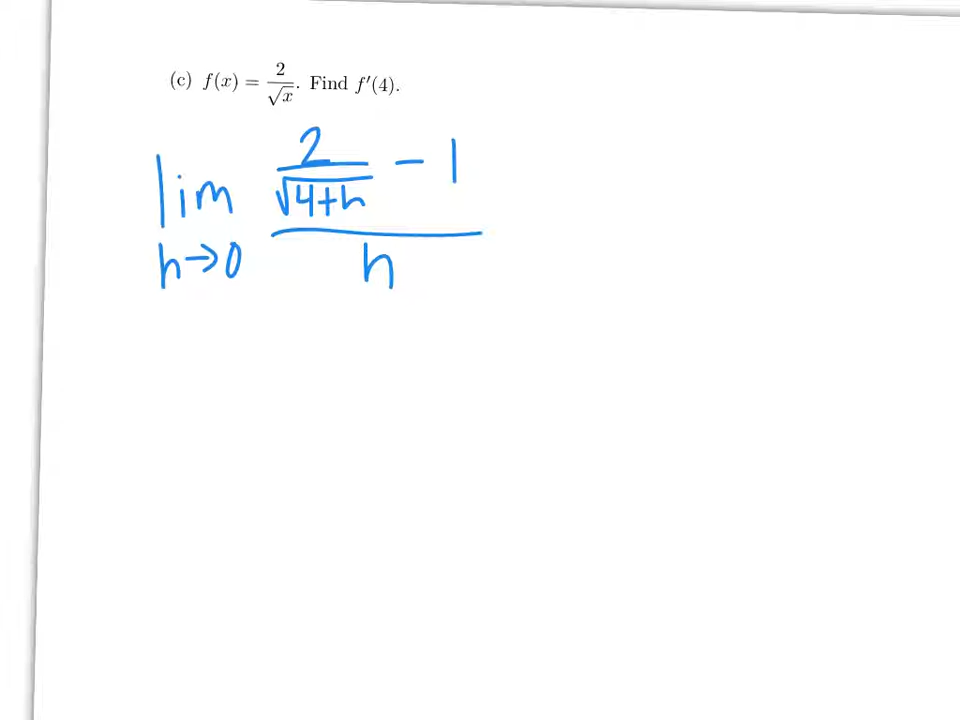 (c) f(x) = 2/√x. Find f′(4).
lim h→0 (2/√(4+h) − 1)/h